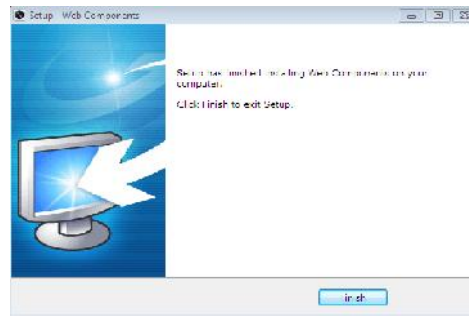 Setup Web Components
Setup has finished installing Web Components on your
computer.
Click Finish to exit Setup.
Finish